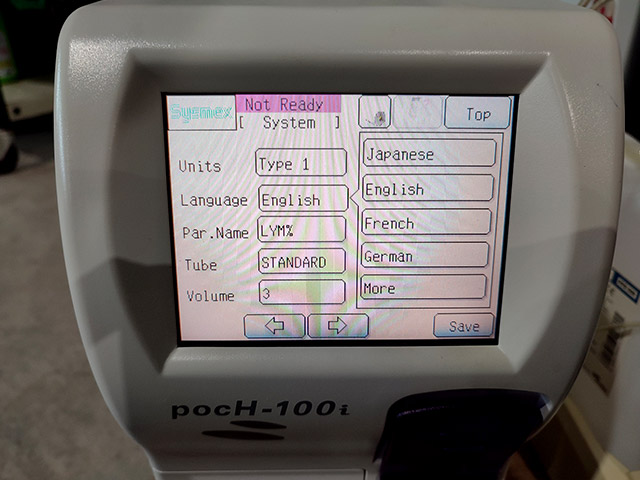 Sysmex
Not Ready
[ System ]
Top
Units Type 1
Language English
Par.Name LYM%
Tube STANDARD
Volume 3
Japanese
English
French
German
More
Save
pocH-100i